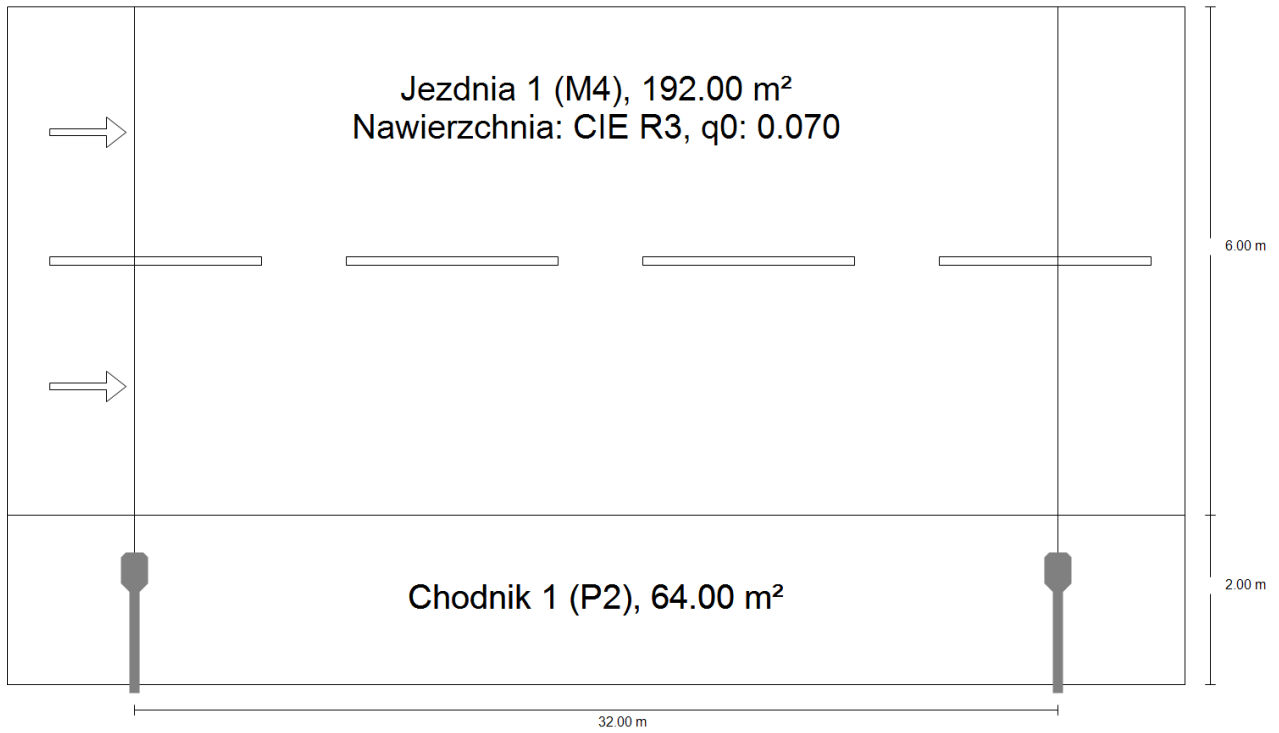 Jezdnia 1 (M4), 192.00 m²
Nawierzchnia: CIE R3, q0: 0.070
6.00 m
Chodnik 1 (P2), 64.00 m²
2.00 m
32.00 m